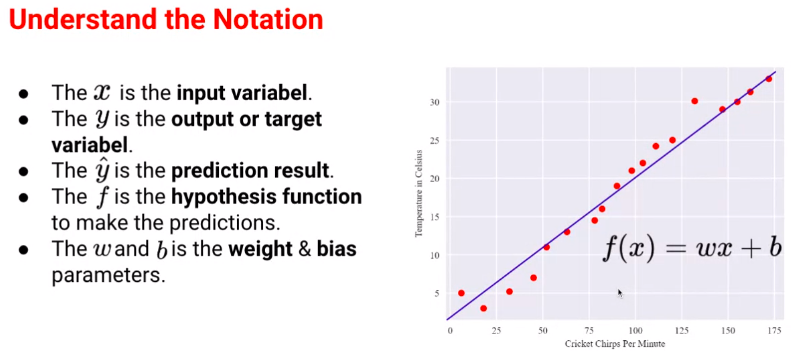 Understand the Notation
● The x is the input variabel.
● The y is the output or target
variabel.
● The ŷ is the prediction result.
● The f is the hypothesis function
to make the predictions.
● The w and b is the weight & bias
parameters.
Temperature in Celsius
30
25
20
15
10
5
f(x) = wx + b
0 25 50 75 100 125 150 175
Cricket Chirps Per Minute